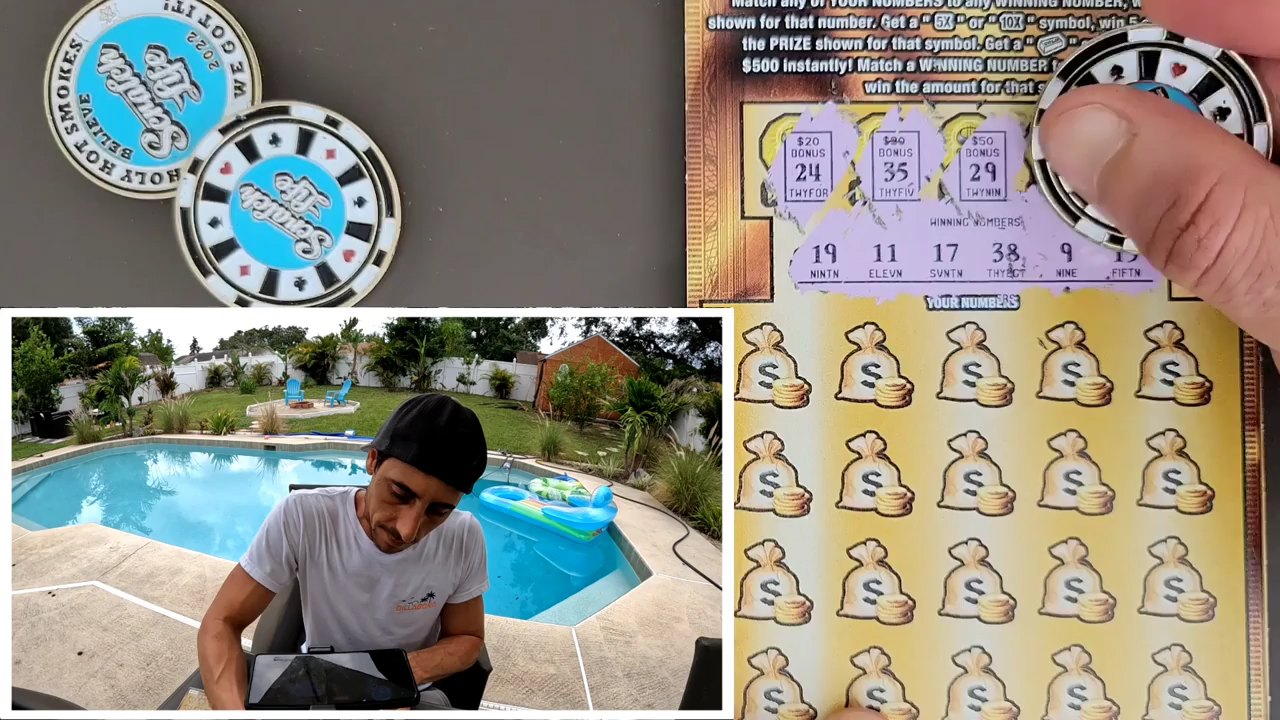 HOLY HOT SMOKES
WE GOT IT!
BELIEVE
2022
Scratch
Life
Scratch
Life
Match any of YOUR NUMBERS to any WINNING NUMBER, w
shown for that number. Get a "5X" or "10X" symbol, win 5
the PRIZE shown for that symbol. Get a "
$500 instantly! Match a WINNING NUMBER
win the amount for that s
$20 $30 $50
BONUS BONUS BONUS
24 35 29
THYFOR THYFIV THYNIN
WINNING NUMBERS
19 11 17 38 9 15
NINTN ELEVN SVNTN THYEGT NINE FIFTN
YOUR NUMBERS